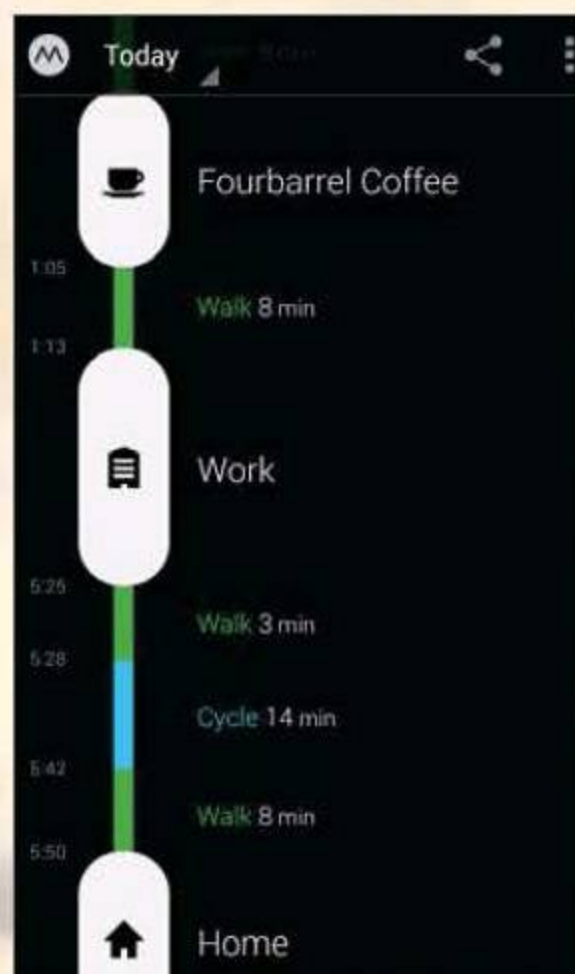 Today
Fourbarrel Coffee
1:05
Walk 8 min
1:13
Work
5:25
Walk 3 min
5:28
Cycle 14 min
5:42
Walk 8 min
5:50
Home